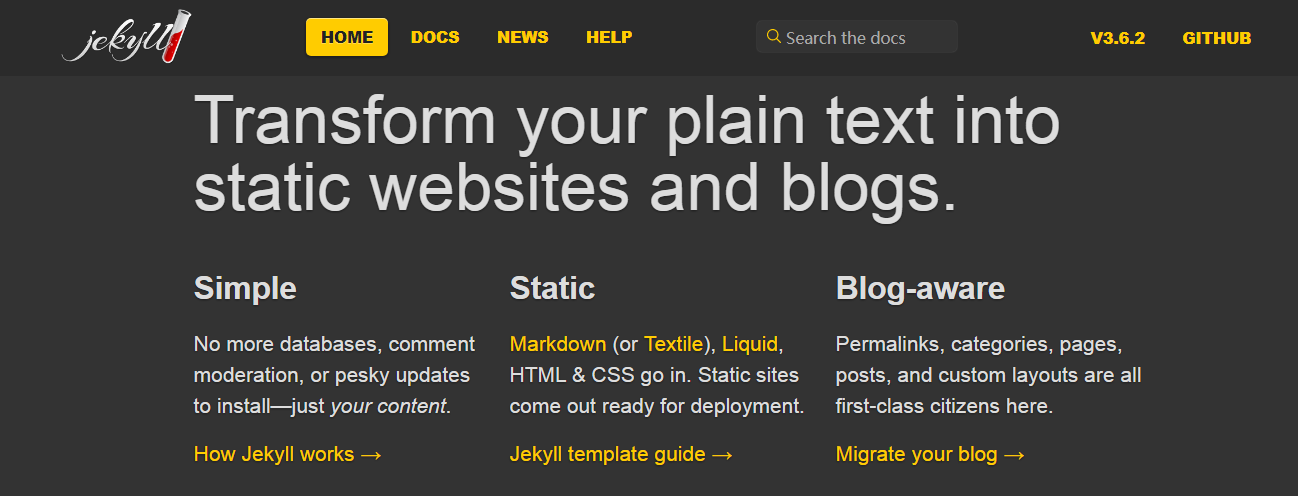 jekyll
HOME DOCS NEWS HELP
Search the docs
V3.6.2 GITHUB
Transform your plain text into
static websites and blogs.
Simple
No more databases, comment
moderation, or pesky updates
to install—just your content.
How Jekyll works →
Static
Markdown (or Textile), Liquid,
HTML & CSS go in. Static sites
come out ready for deployment.
Jekyll template guide →
Blog-aware
Permalinks, categories, pages,
posts, and custom layouts are all
first-class citizens here.
Migrate your blog →